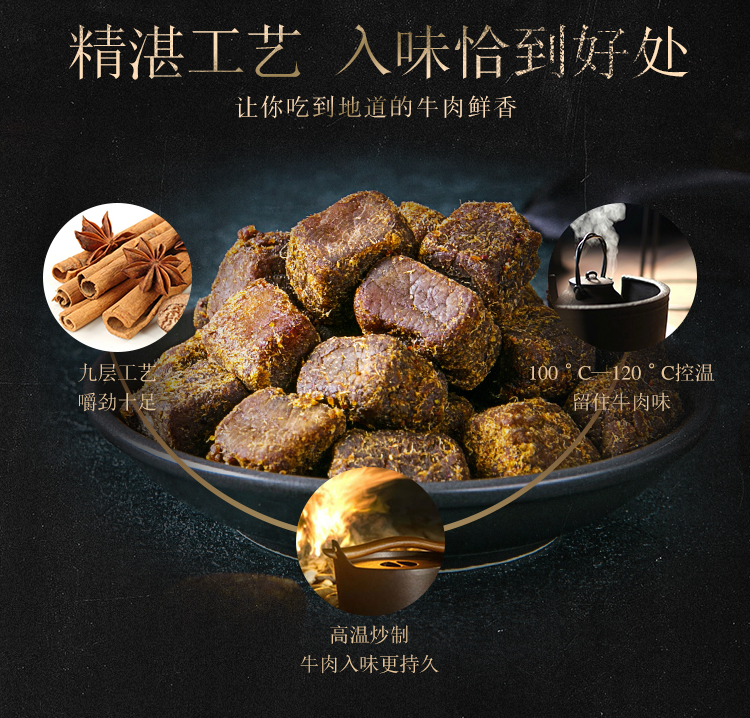 精湛工艺 入味恰到好处
让你吃到地道的牛肉鲜香
九层工艺
嚼劲十足
100°C—120°C控温
留住牛肉味
高温炒制
牛肉入味更持久